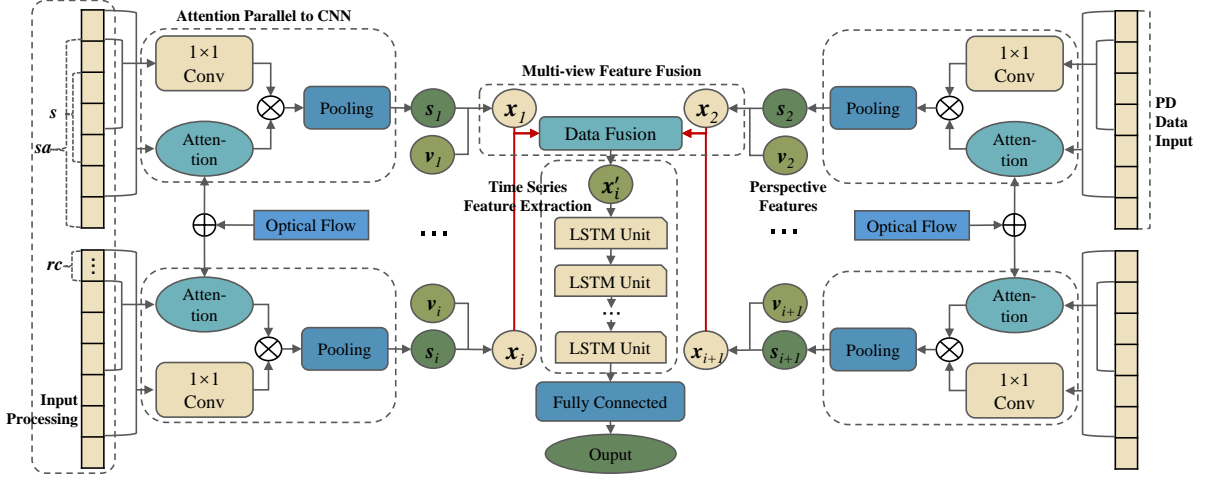 Attention Parallel to CNN
1×1
Conv
Pooling
Atten-
tion
s
sa
Optical Flow
rc
Atten-
tion
Pooling
1×1
Conv
Input
Processing
s1
v1
...
vi
si
Multi-view Feature Fusion
x1
x2
Data Fusion
x'i
Time Series
Feature Extraction
LSTM Unit
LSTM Unit
...
LSTM Unit
xi
xi+1
Fully Connected
Ouput
s2
v2
Perspective
Features
...
vi+1
si+1
1×1
Conv
Pooling
Atten-
tion
PD
Data
Input
Optical Flow
Atten-
tion
Pooling
1×1
Conv